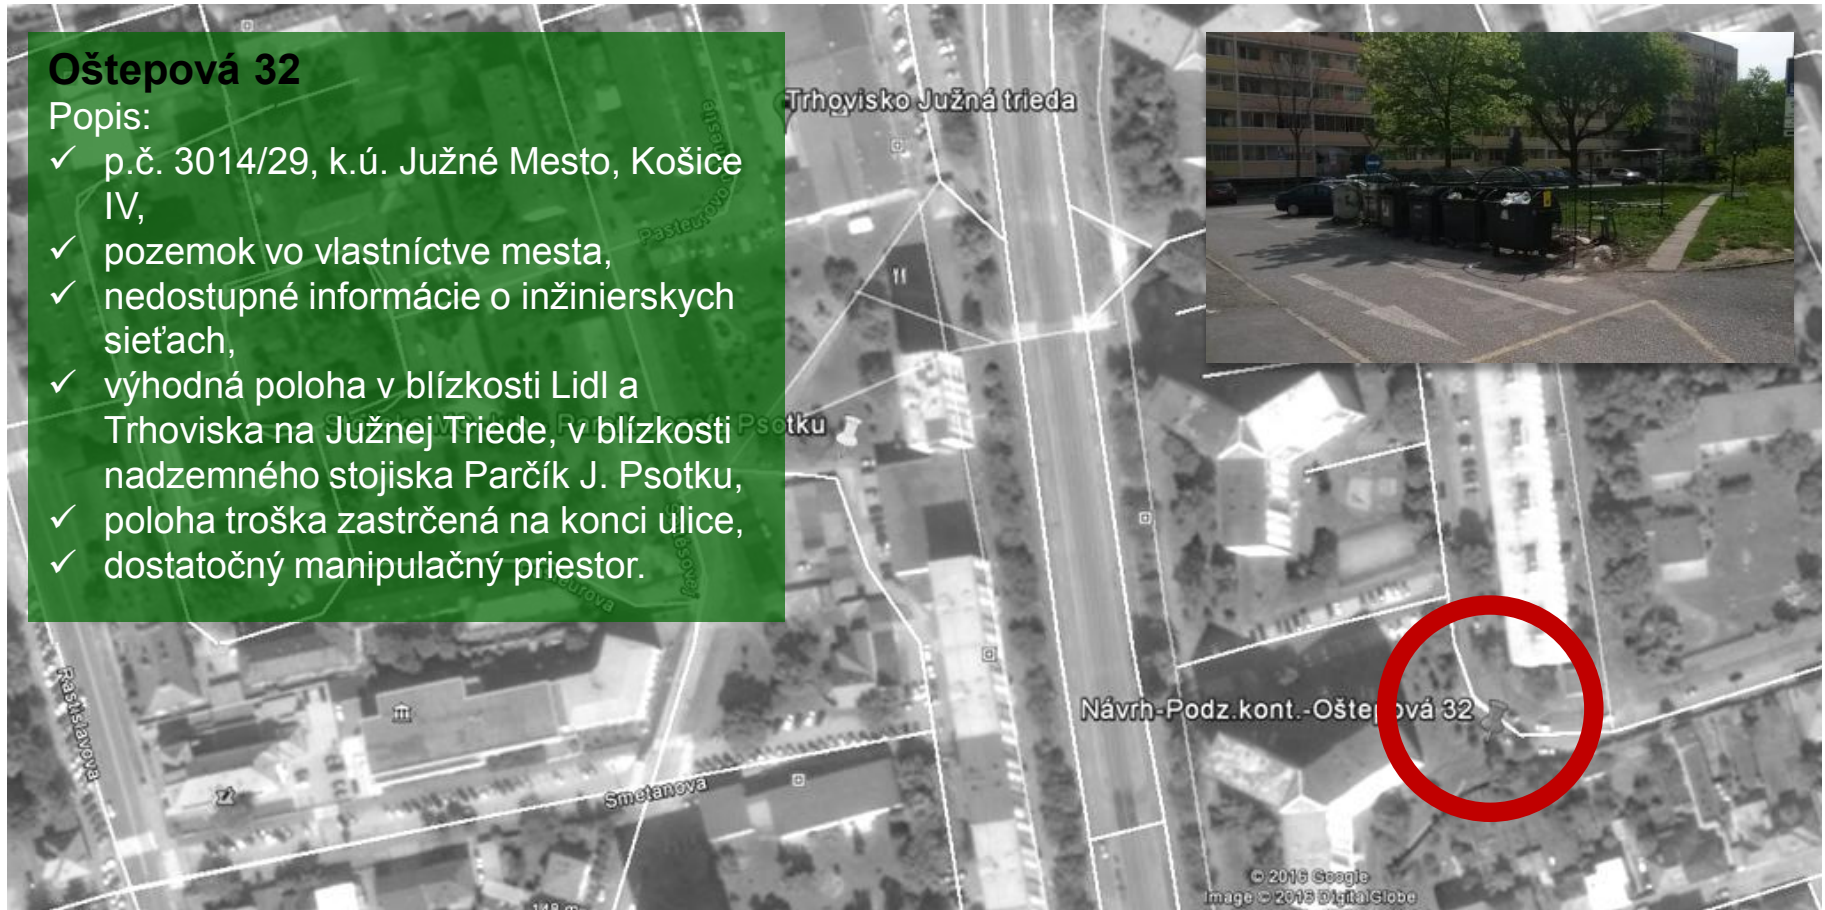 Oštepová 32
Popis:
✓ p.č. 3014/29, k.ú. Južné Mesto, Košice
IV,
✓ pozemok vo vlastníctve mesta,
✓ nedostupné informácie o inžinierskych
sieťach,
✓ výhodná poloha v blízkosti Lidl a
Trhoviska na Južnej Triede, v blízkosti
nadzemného stojiska Parčík J. Psotku,
✓ poloha troška zastrčená na konci ulice,
✓ dostatočný manipulačný priestor.
Trhovisko Južná trieda
Pasteurovo
Psotku
Rastislavova
Smetanova
Návrh-Podz.kont.-Oštepová 32
© 2016 Google
Image © 2016 DigitalGlobe